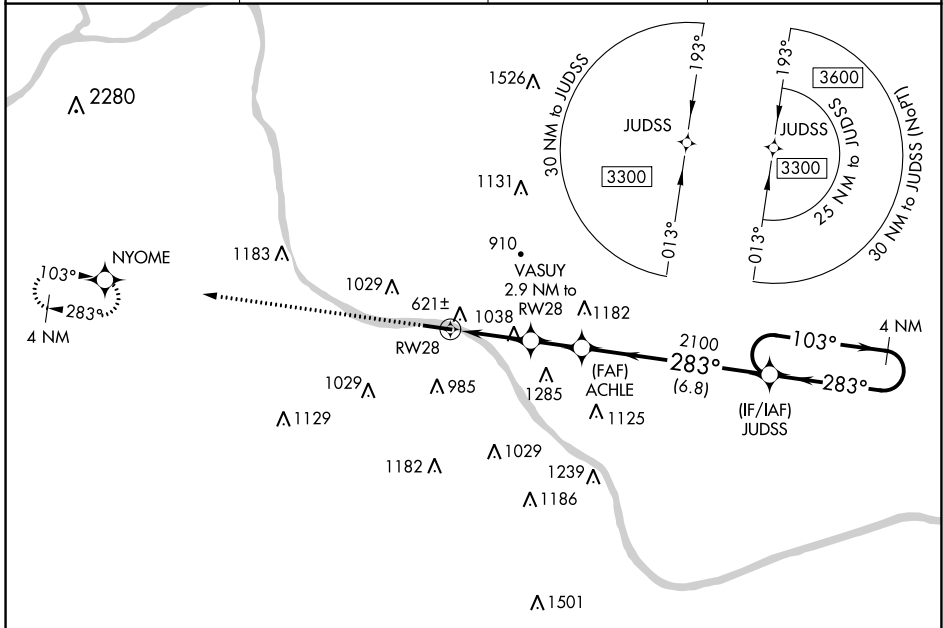 2280
1526
30 NM to JUDSS
193°
JUDSS
3300
013°
193°
3600
JUDSS
3300
25 NM to JUDSS
30 NM to JUDSS (NoPT)
013°
1131
910
1183
NYOME
103°
283°
4 NM
VASUY
2.9 NM to
RW28
1029
621±
1038
1182
RW28
2100
283°
(6.8)
103°
4 NM
283°
(FAF)
ACHLE
(IF/IAF)
JUDSS
1029
985
1285
1129
1125
1029
1182
1239
1186
1501